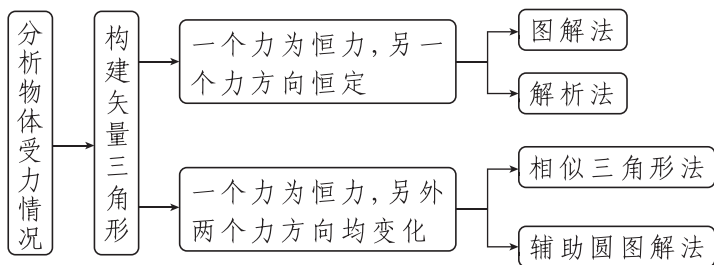 分析物体受力情况
构建矢量三角形
一个力为恒力,另一
个力方向恒定
图解法
解析法
一个力为恒力,另外
两个力方向均变化
相似三角形法
辅助圆图解法